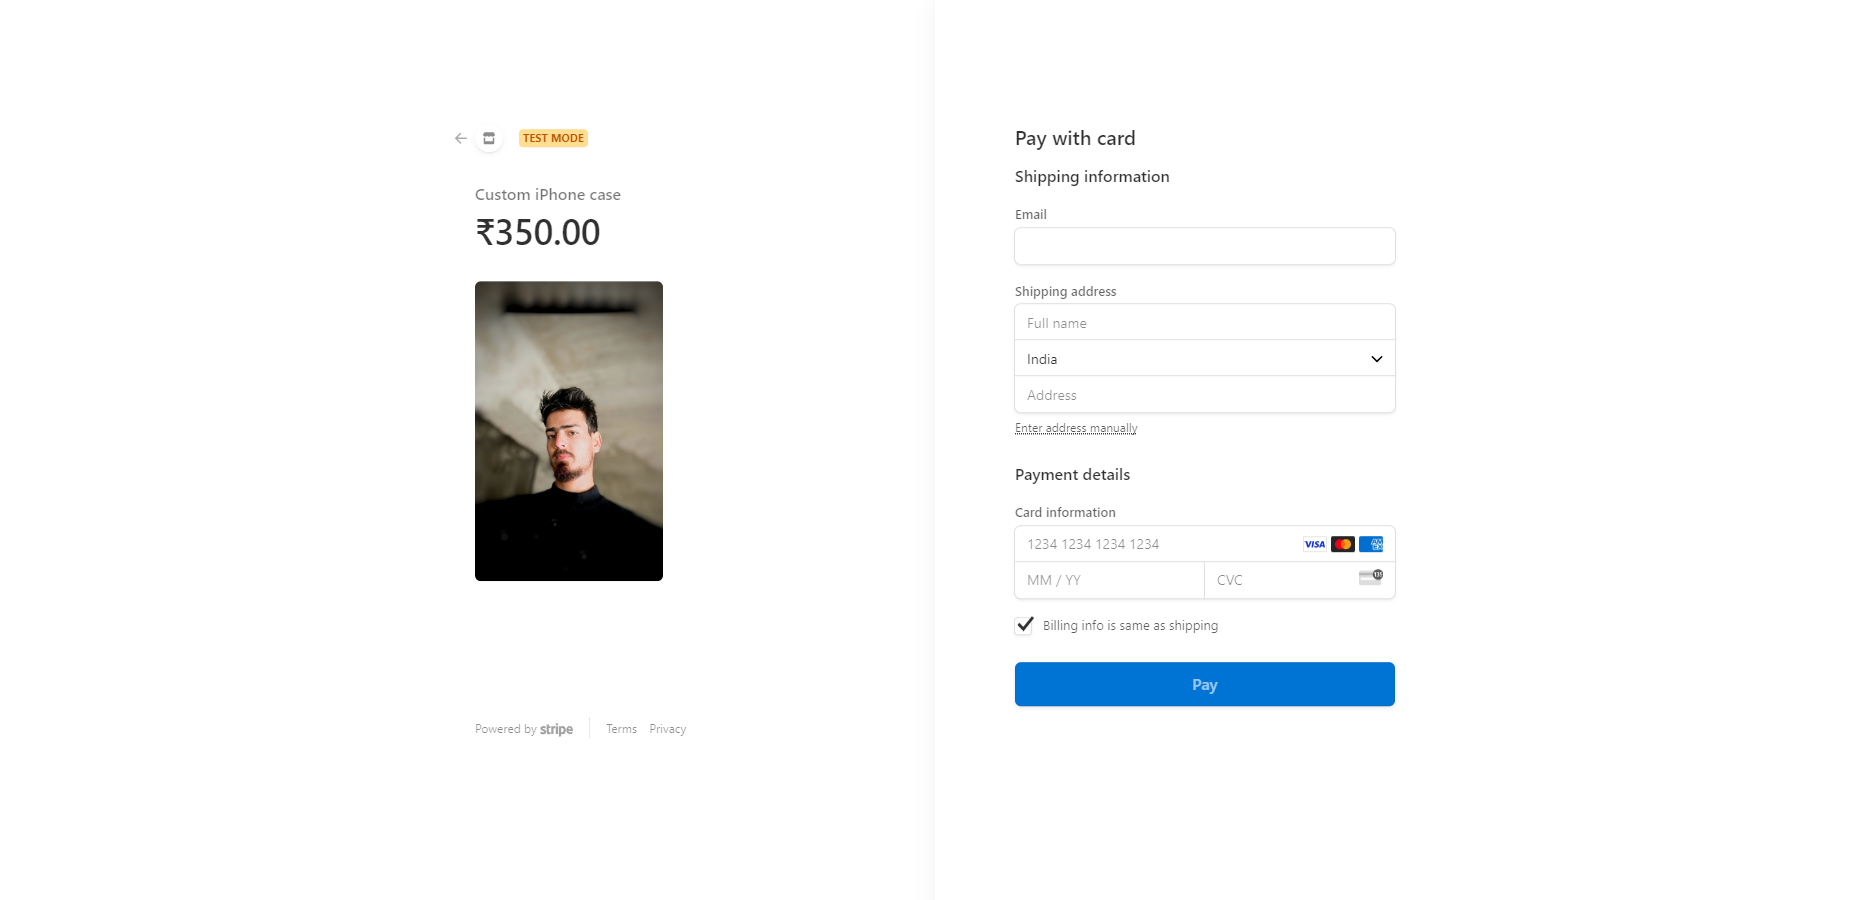 TEST MODE
Custom iPhone case
₹350.00
Powered by stripe
Terms
Privacy
Pay with card
Shipping information
Email
Shipping address
Full name
India
Address
Enter address manually
Payment details
Card information
1234 1234 1234 1234
VISA
AM
EX
MM / YY
CVC
Billing info is same as shipping
Pay